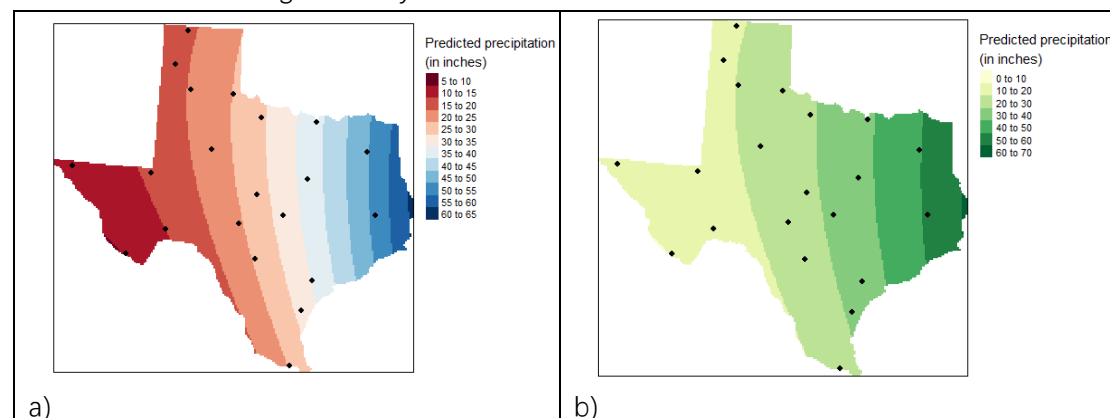 Predicted precipitation
(in inches)
5 to 10
10 to 15
15 to 20
20 to 25
25 to 30
30 to 35
35 to 40
40 to 45
45 to 50
50 to 55
55 to 60
60 to 65
a)
Predicted precipitation
(in inches)
0 to 10
10 to 20
20 to 30
30 to 40
40 to 50
50 to 60
60 to 70
b)